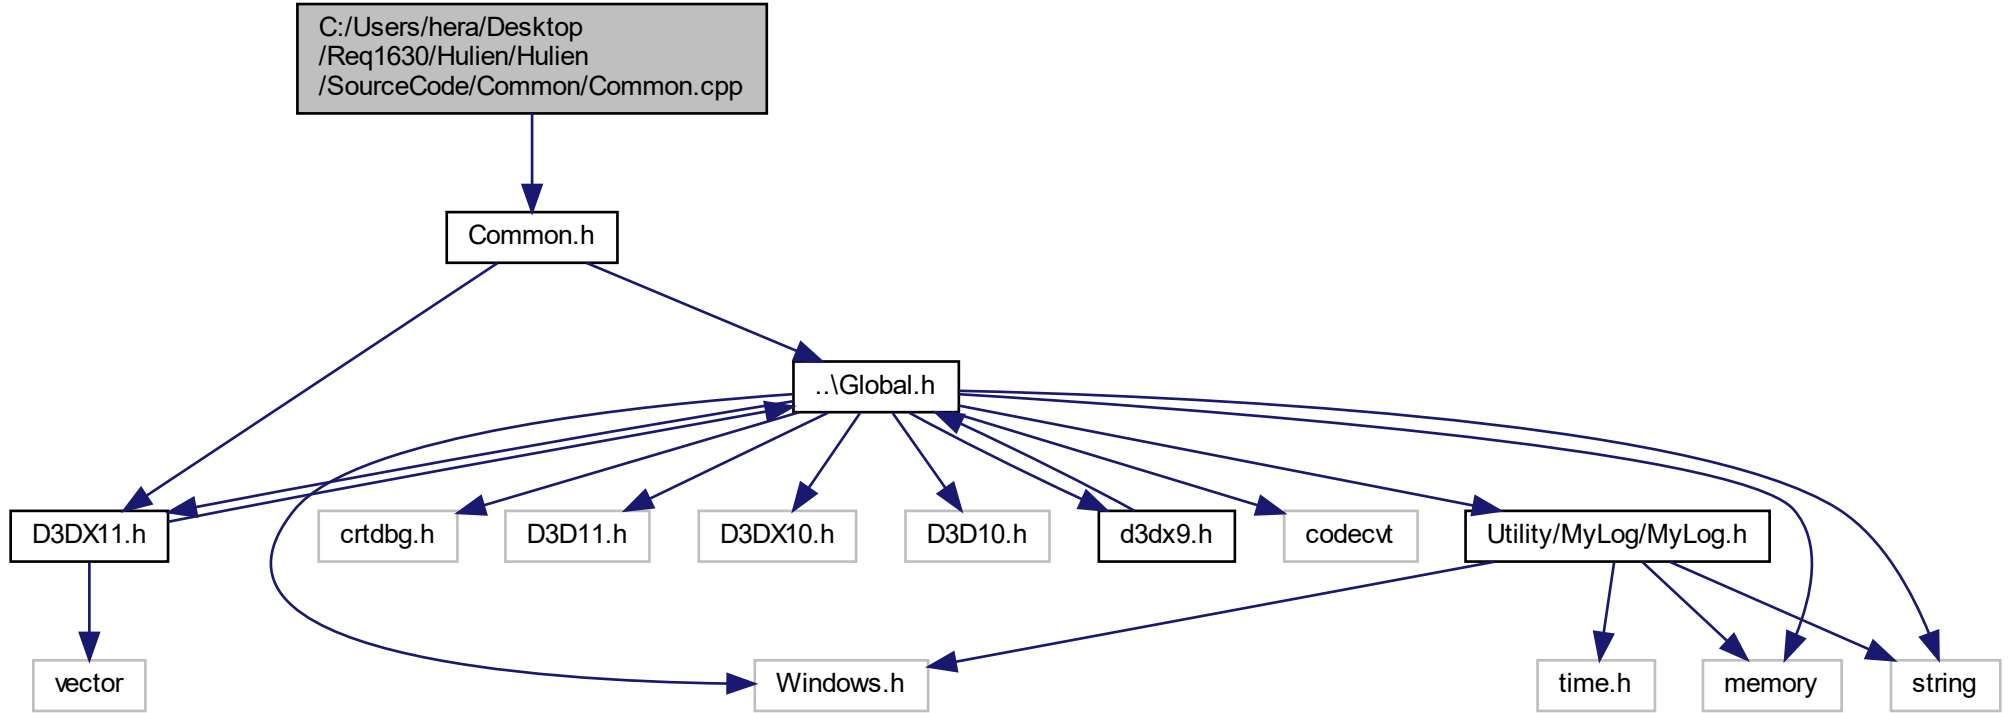 C:/Users/hera/Desktop
/Req1630/Hulien/Hulien
/SourceCode/Common/Common.cpp
Common.h
..\Global.h
D3DX11.h
crtdbg.h
D3D11.h
D3DX10.h
D3D10.h
d3dx9.h
codecvt
Utility/MyLog/MyLog.h
vector
Windows.h
time.h
memory
string